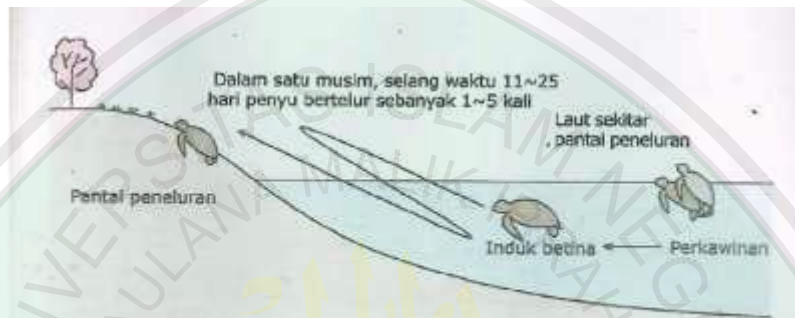 Dalam satu musim, selang waktu 11~25
hari penyu bertelur sebanyak 1~5 kali
Laut sekitar
pantai peneluran
Pantai peneluran
Induk betina
Perkawinan